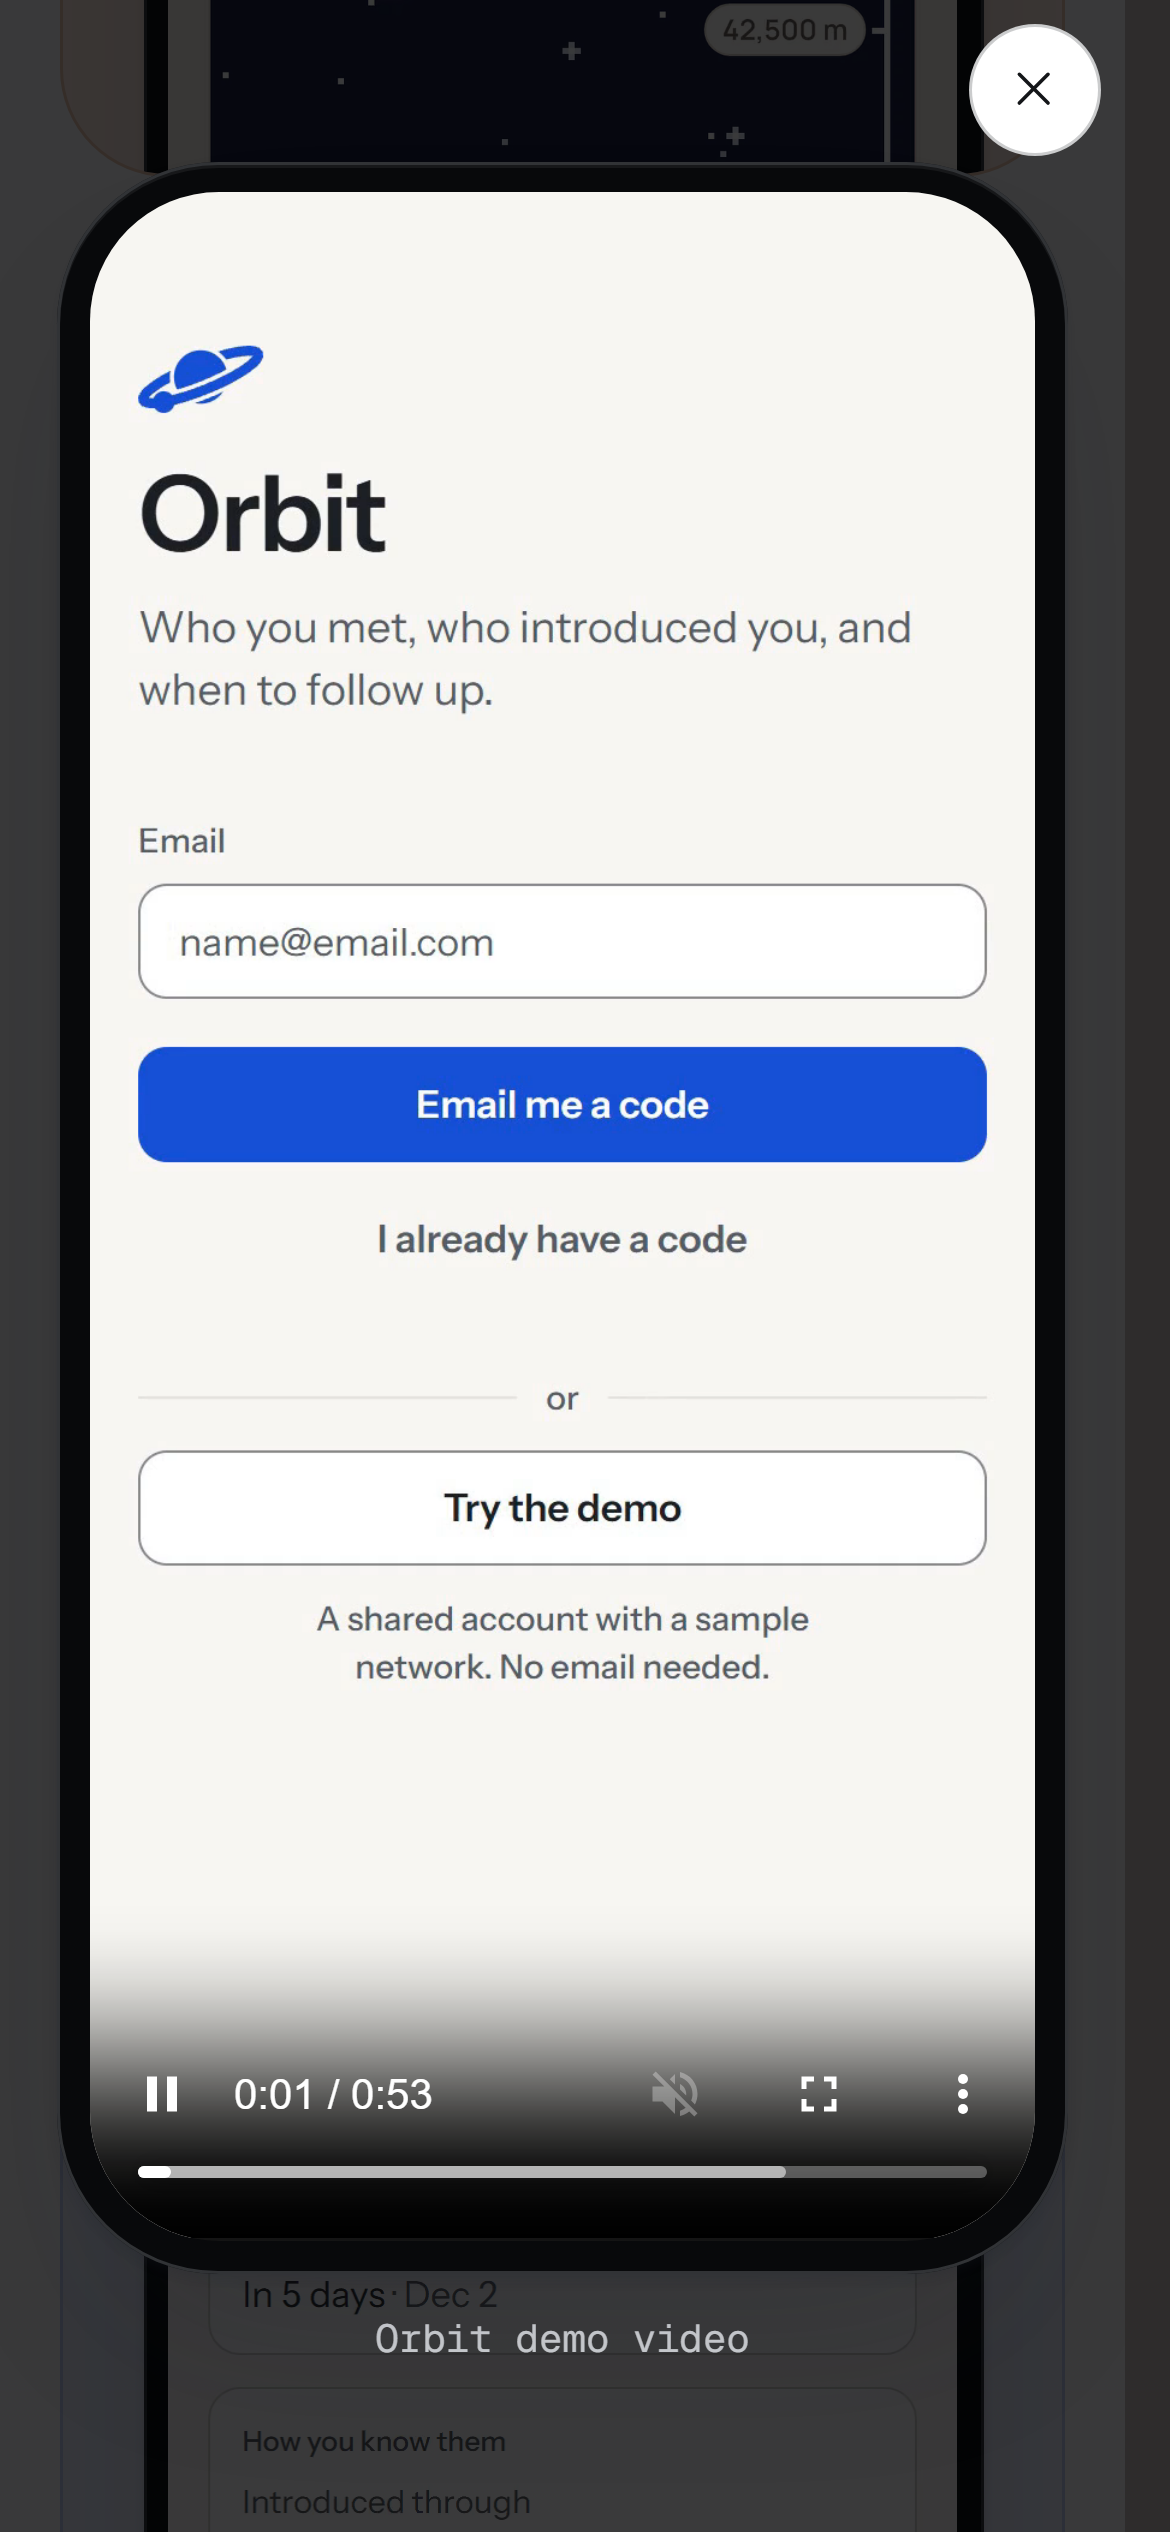 42,500 m
Orbit
Who you met, who introduced you, and
when to follow up.
Email
name@email.com
Email me a code
I already have a code
or
Try the demo
A shared account with a sample
network. No email needed.
0:01 / 0:53
In 5 days · Dec 2
Orbit demo video
How you know them
Introduced through